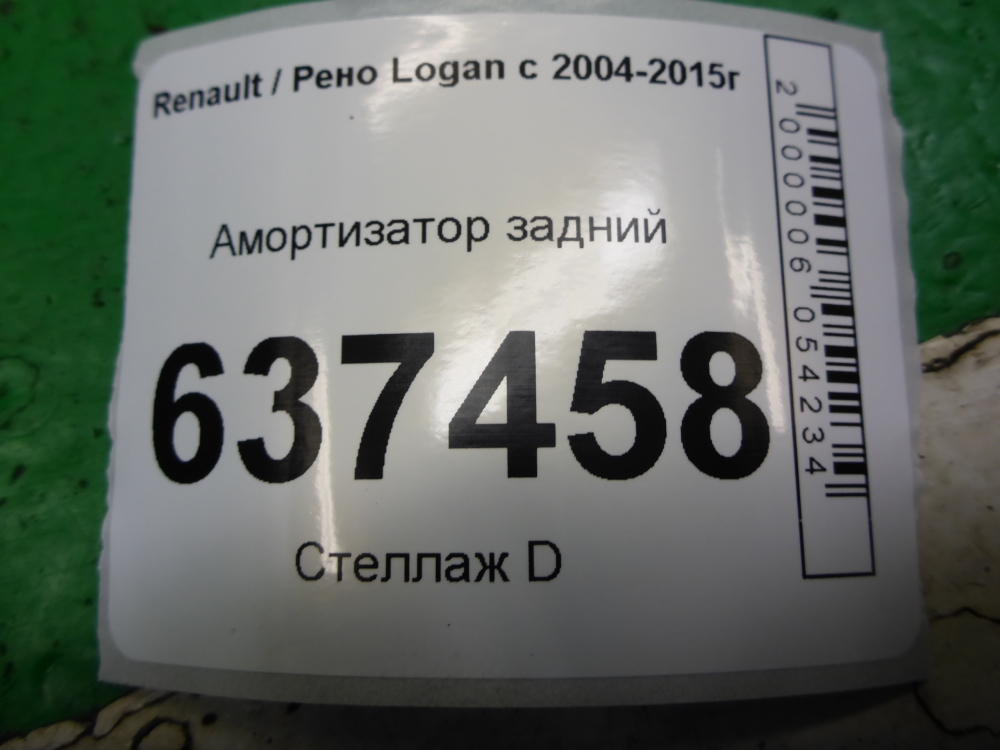 Renault / Рено Logan с 2004-2015г
Амортизатор задний
637458
Стеллаж D
2000006054234